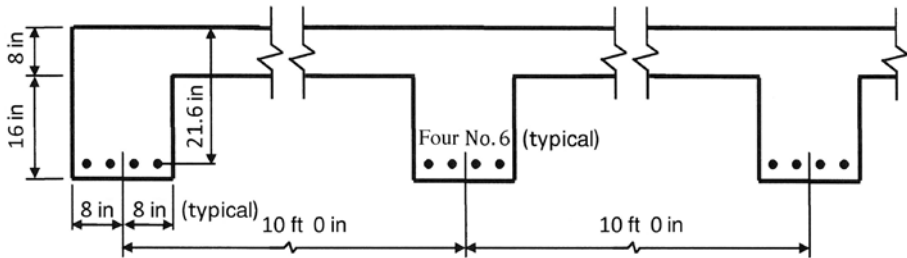 8 in
16 in
21.6 in
Four No. 6 (typical)
8 in 8 in (typical)
10 ft 0 in 10 ft 0 in